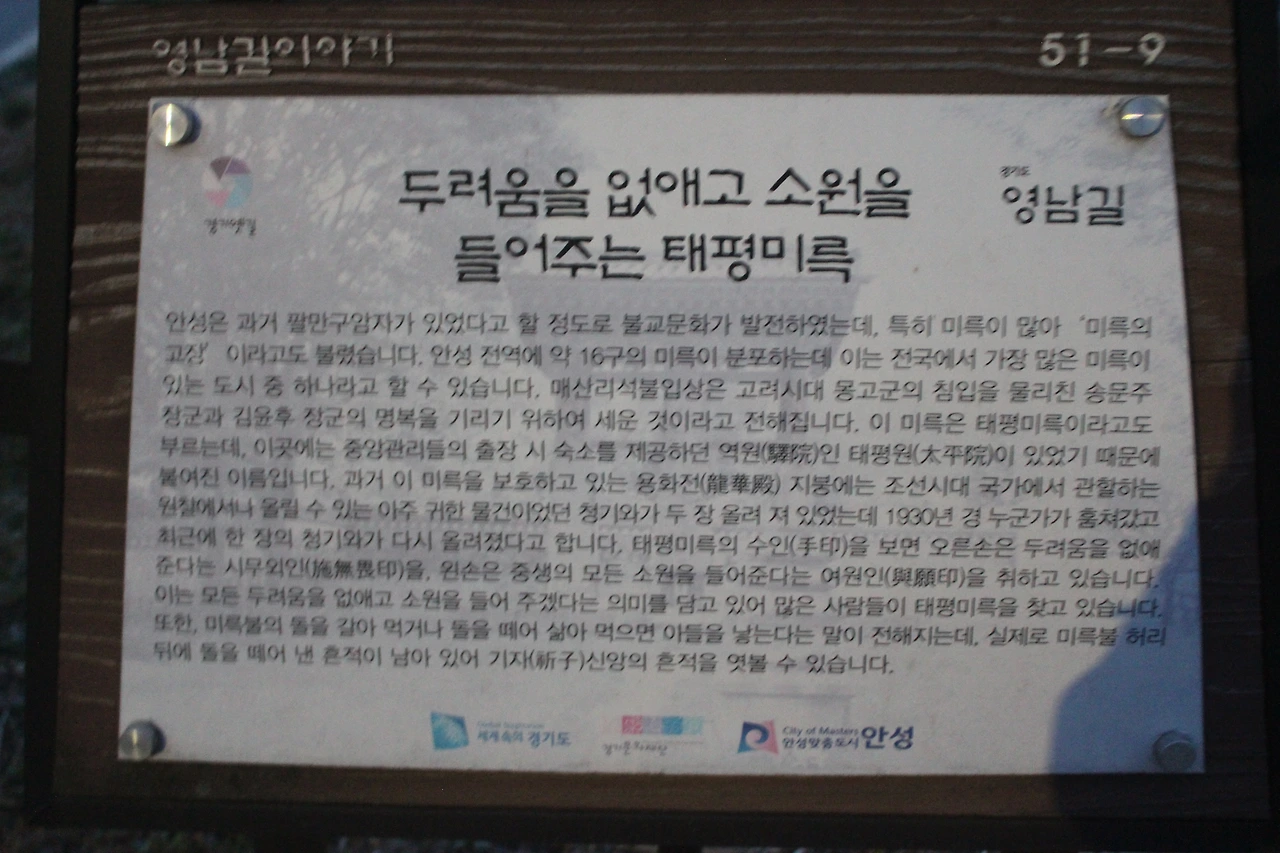 영남길이야기
51-9
경기옛길
두려움을 없애고 소원을
들어주는 태평미륵
경기도
영남길
안성은 과거 팔만구암자가 있었다고 할 정도로 불교문화가 발전하였는데, 특히 미륵이 많아 '미륵의
고장' 이라고도 불렸습니다. 안성 전역에 약 16구의 미륵이 분포하는데 이는 전국에서 가장 많은 미륵이
있는 도시 중 하나라고 할 수 있습니다. 매산리석불입상은 고려시대 몽고군의 침입을 물리친 송문주
장군과 김윤후 장군의 명복을 기리기 위하여 세운 것이라고 전해집니다. 이 미륵은 태평미륵이라고도
부르는데, 이곳에는 중앙관리들의 출장 시 숙소를 제공하던 역원(驛院)인 태평원(太平院)이 있었기 때문에
붙여진 이름입니다. 과거 이 미륵을 보호하고 있는 용화전(龍華殿) 지붕에는 조선시대 국가에서 관할하는
원찰에서나 올릴 수 있는 아주 귀한 물건이었던 청기와가 두 장 올려 져 있었는데 1930년 경 누군가가 훔쳐갔고
최근에 한 장의 청기와가 다시 올려졌다고 합니다. 태평미륵의 수인(手印)을 보면 오른손은 두려움을 없애
준다는 시무외인(施無畏印)을, 왼손은 중생의 모든 소원을 들어준다는 여원인(與願印)을 취하고 있습니다.
이는 모든 두려움을 없애고 소원을 들어 주겠다는 의미를 담고 있어 많은 사람들이 태평미륵을 찾고 있습니다.
또한, 미륵불의 돌을 갈아 먹거나 돌을 떼어 삶아 먹으면 아들을 낳는다는 말이 전해지는데, 실제로 미륵불 허리
뒤에 돌을 떼어 낸 흔적이 남아 있어 기자(祈子)신앙의 흔적을 엿볼 수 있습니다.
Global Inspiration
세계속의 경기도
경기문화재단
City of Masters
안성맞춤도시 안성